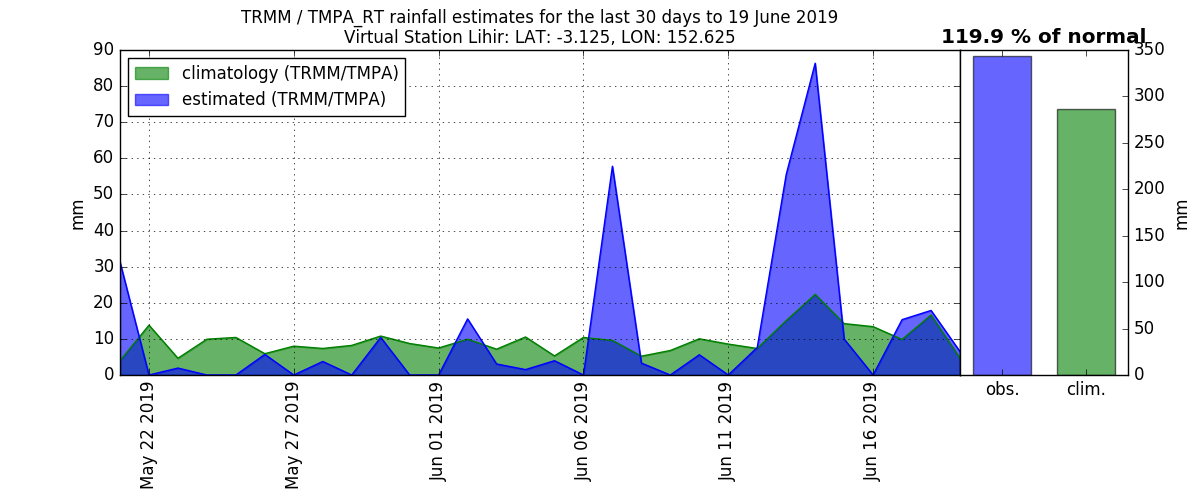 TRMM / TMPA_RT rainfall estimates for the last 30 days to 19 June 2019
Virtual Station Lihir: LAT: -3.125, LON: 152.625
119.9 % of normal
climatology (TRMM/TMPA)
estimated (TRMM/TMPA)
mm
90
80
70
60
50
40
30
20
10
0
May 22 2019
May 27 2019
Jun 01 2019
Jun 06 2019
Jun 11 2019
Jun 16 2019
obs.
clim.
350
300
250
200
150
100
50
0
mm